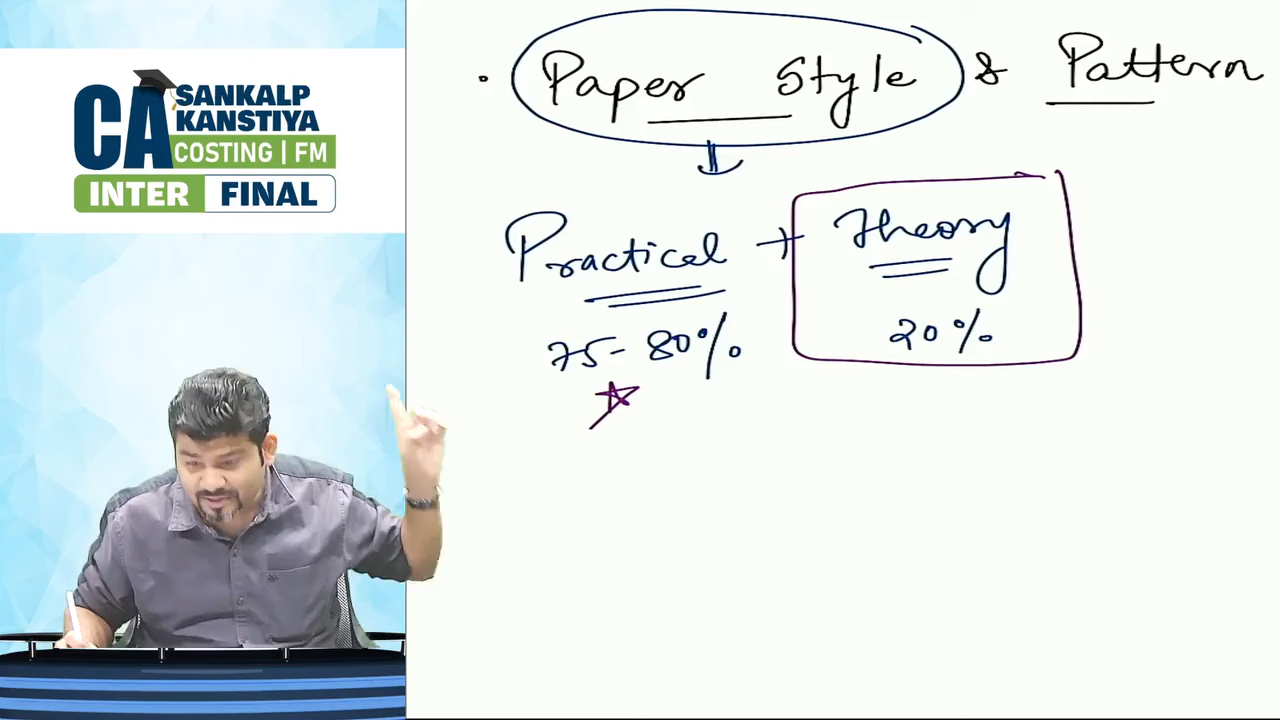 CA
SANKALP
KANSTIYA
COSTING | FM
INTER FINAL
. Paper Style & Pattern
Practical + Theory
75-80% 20%